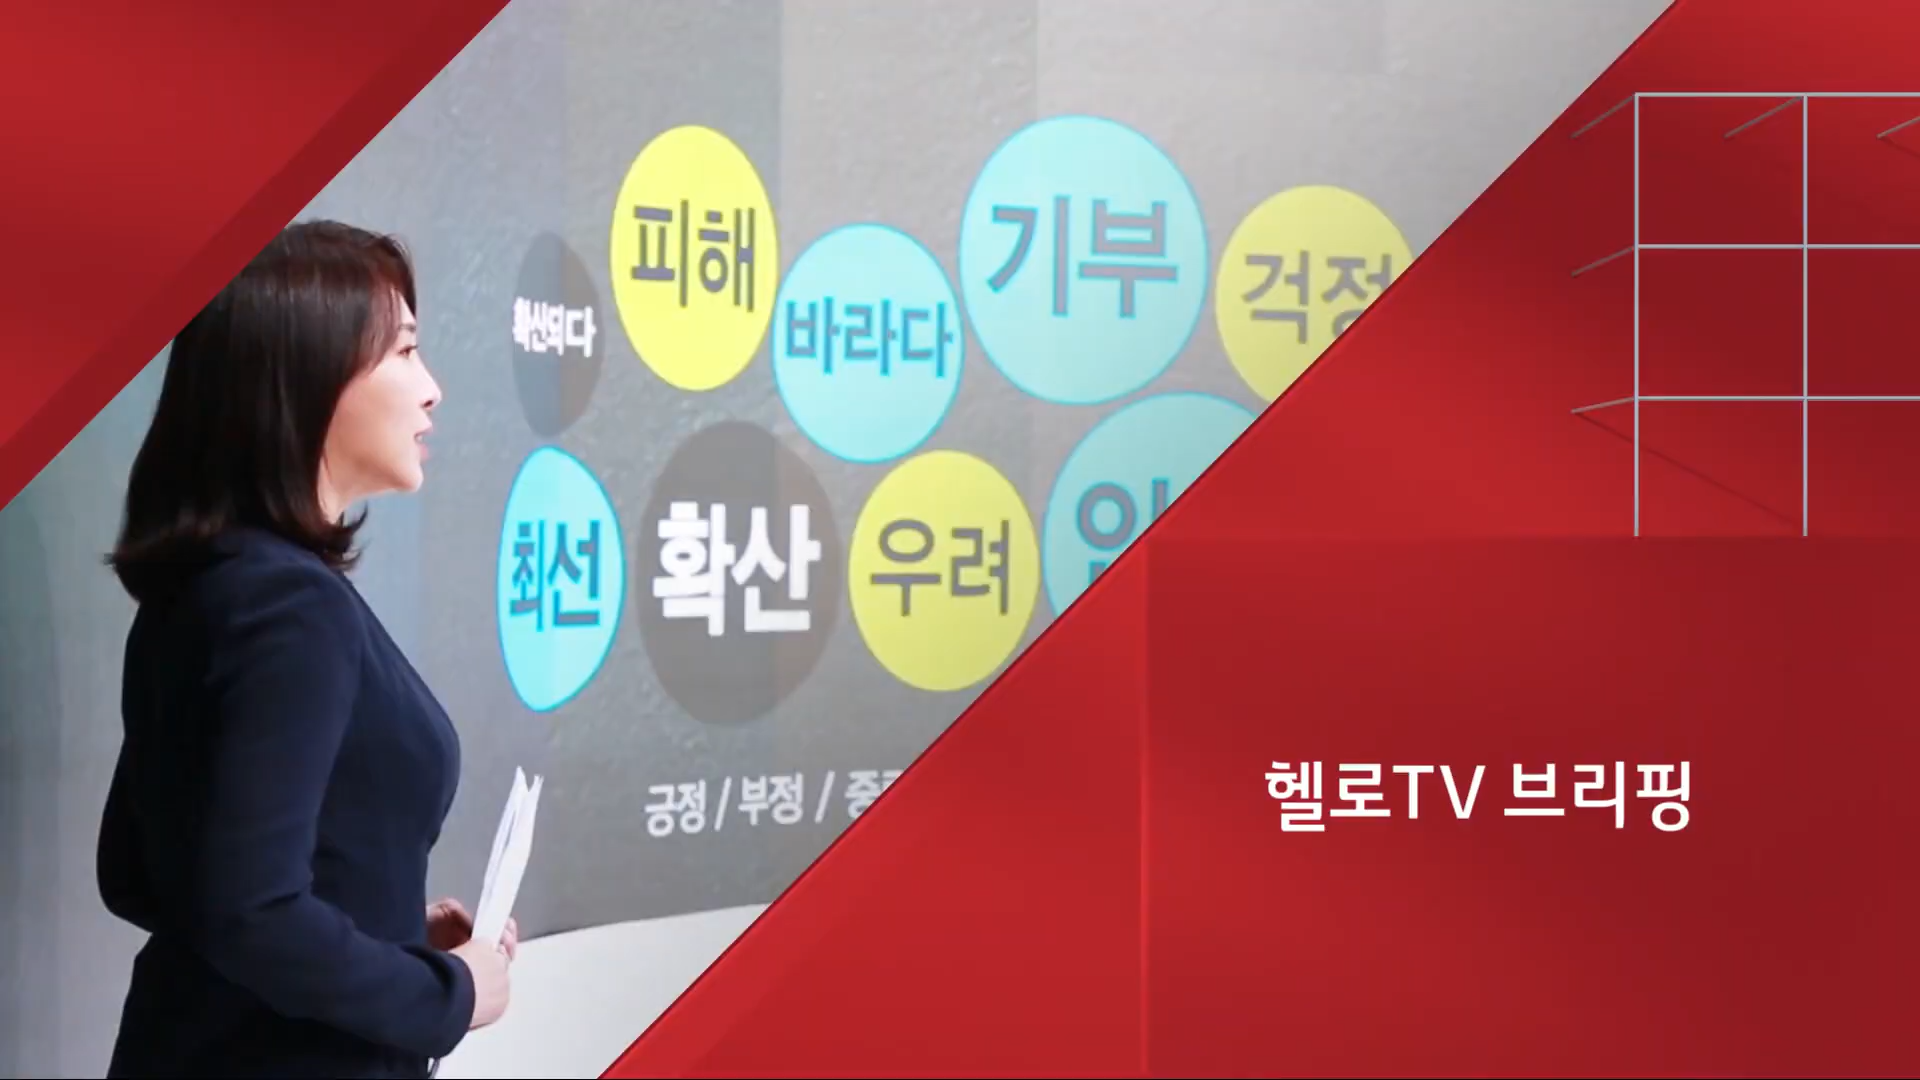 피해
기부
바라다
걱정
확산되다
최선
확산
우려
긍정 / 부정 /
헬로TV 브리핑